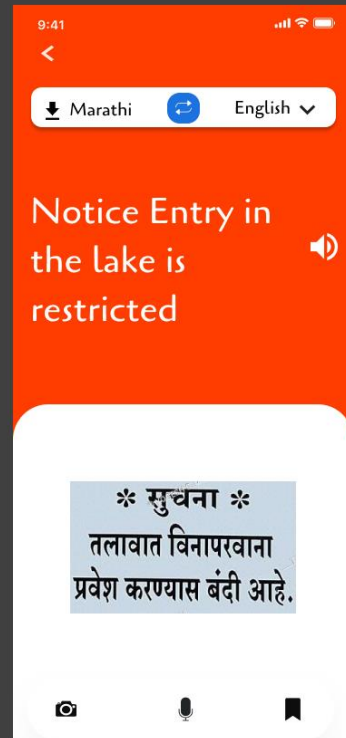 9:41
Marathi
English
Notice Entry in
the lake is
restricted
* सुचना *
तलावात विनापरवाना
प्रवेश करण्यास बंदी आहे.